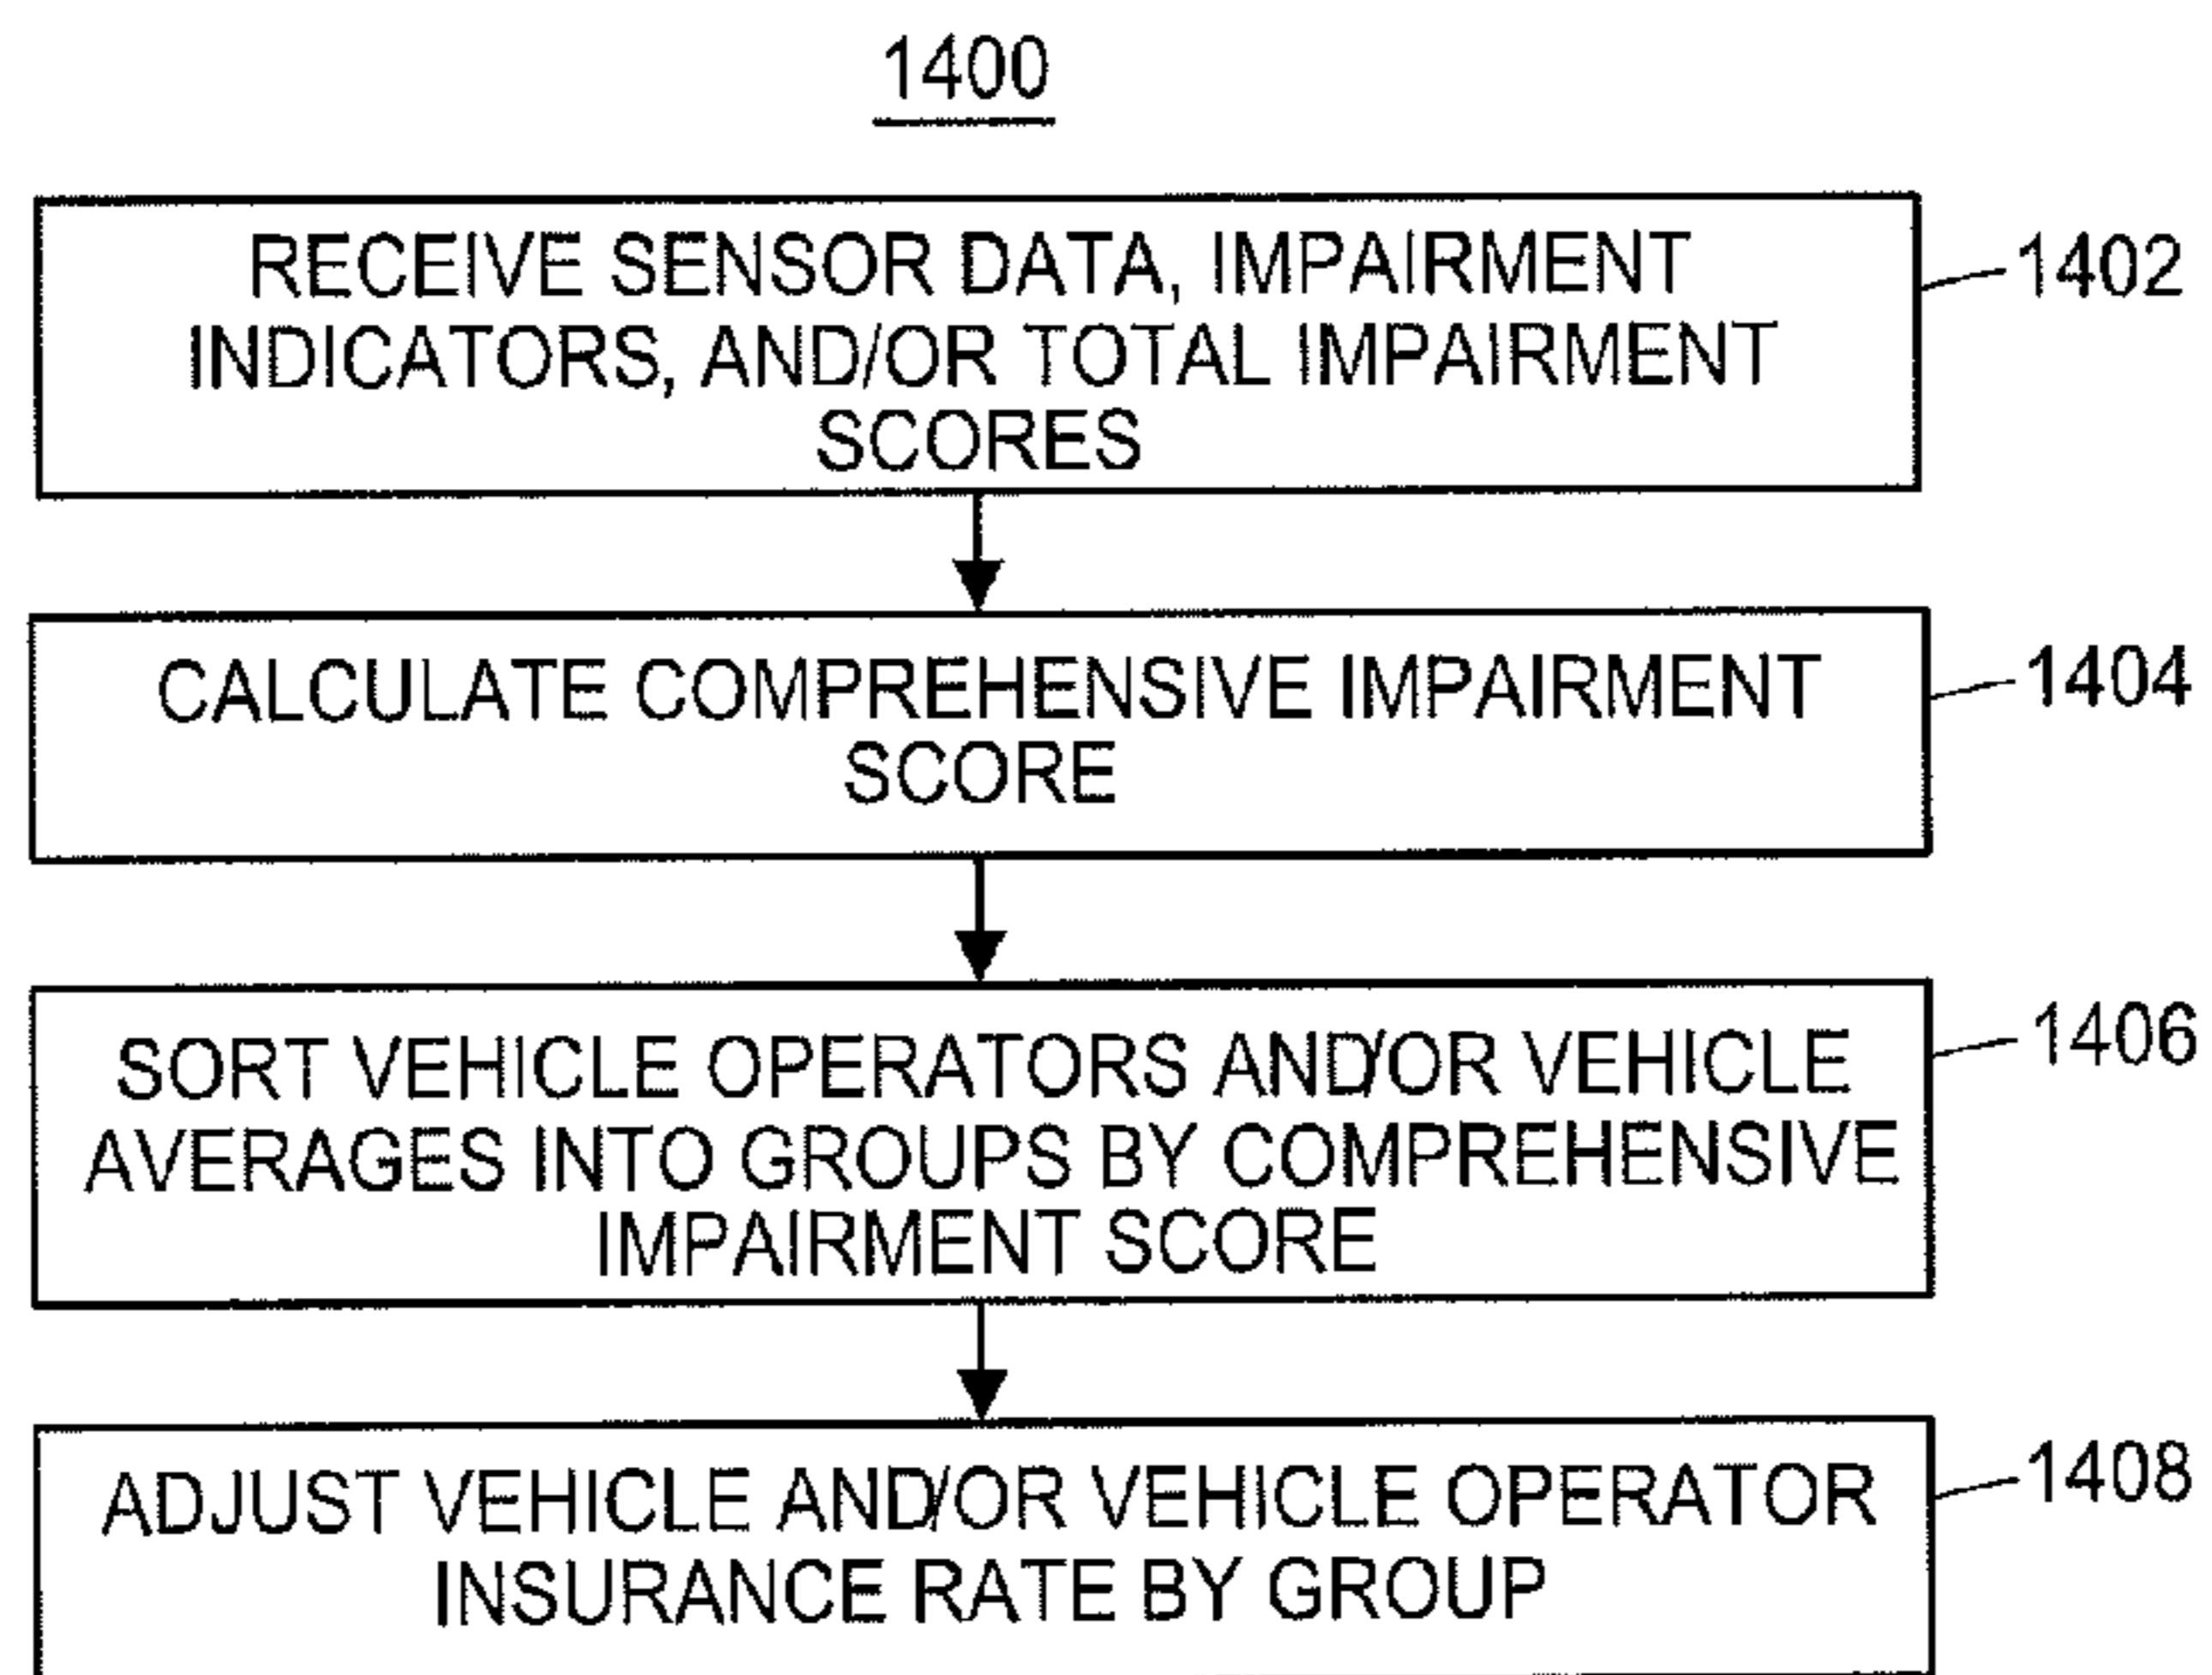 1400
RECEIVE SENSOR DATA, IMPAIRMENT
INDICATORS, AND/OR TOTAL IMPAIRMENT
SCORES
1402
CALCULATE COMPREHENSIVE IMPAIRMENT
SCORE
1404
SORT VEHICLE OPERATORS AND/OR VEHICLE
AVERAGES INTO GROUPS BY COMPREHENSIVE
IMPAIRMENT SCORE
1406
ADJUST VEHICLE AND/OR VEHICLE OPERATOR
INSURANCE RATE BY GROUP
1408